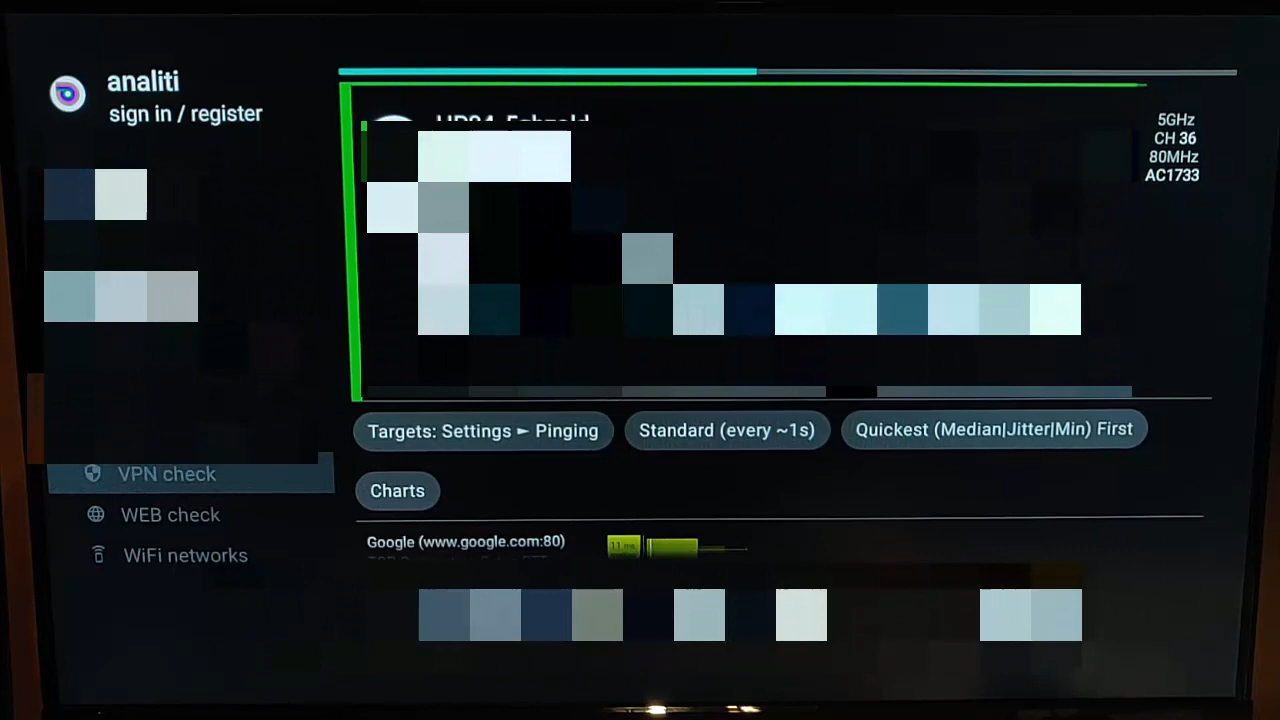 analiti
sign in / register
5GHz
CH 36
80MHz
AC1733
Targets: Settings ► Pinging
Standard (every ~1s)
Quickest (Median|Jitter|Min) First
Charts
VPN check
WEB check
WiFi networks
Google (www.google.com:80)